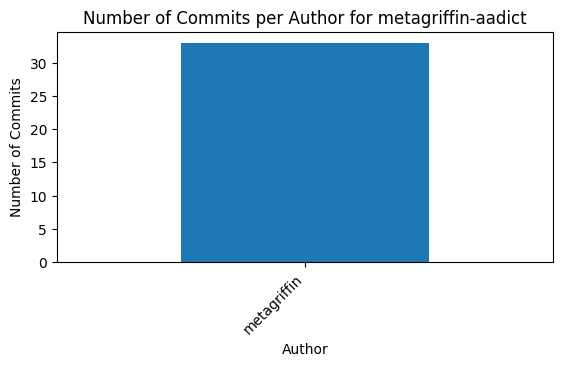 Number of Commits per Author for metagriffin-aadict
Number of Commits
30
25
20
15
10
5
0
metagriffin
Author